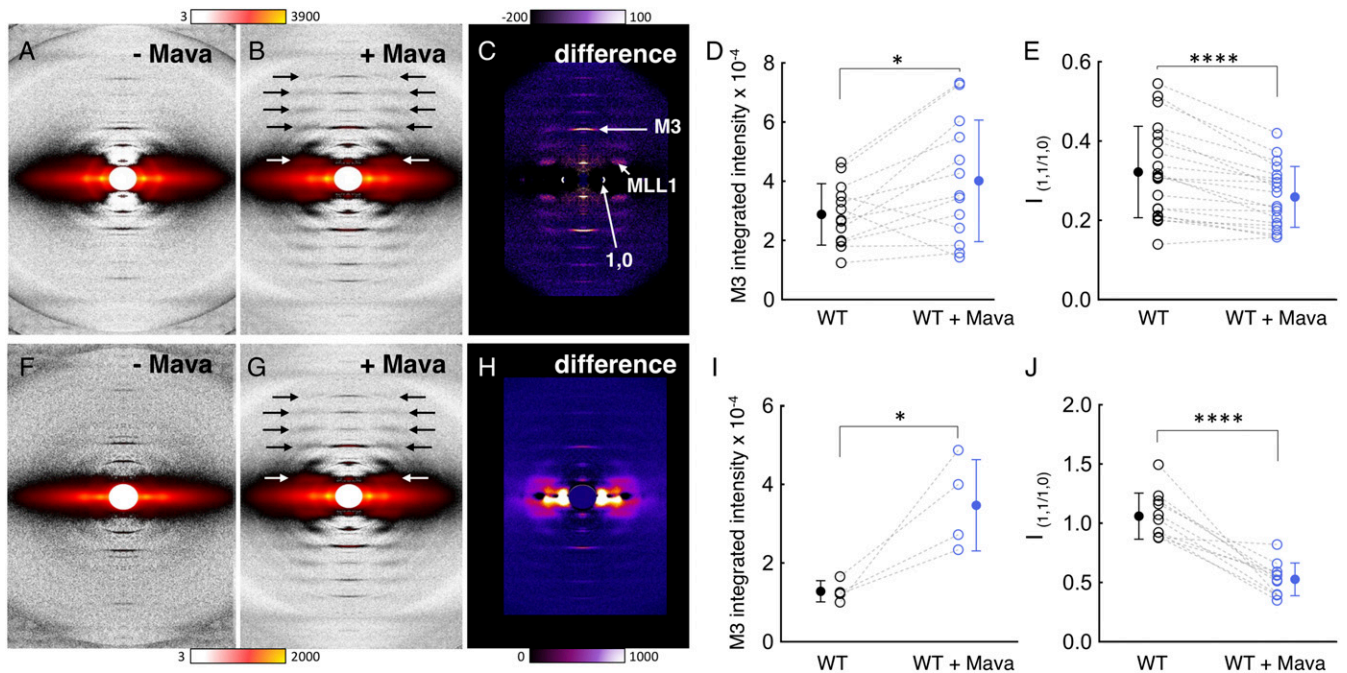 3 3900
-200 100
A - Mava
B + Mava
C difference
M3
MLL1
1,0
D
*
M3 integrated intensity x 10⁻⁴
8
6
4
2
0
WT WT + Mava
E
****
I (1,1/1,0)
0.6
0.4
0.2
0.0
WT WT + Mava
F - Mava
G + Mava
H difference
3 2000
0 1000
I
*
M3 integrated intensity x 10⁻⁴
6
4
2
0
WT WT + Mava
J
****
I (1,1/1,0)
2.0
1.5
1.0
0.5
0.0
WT WT + Mava